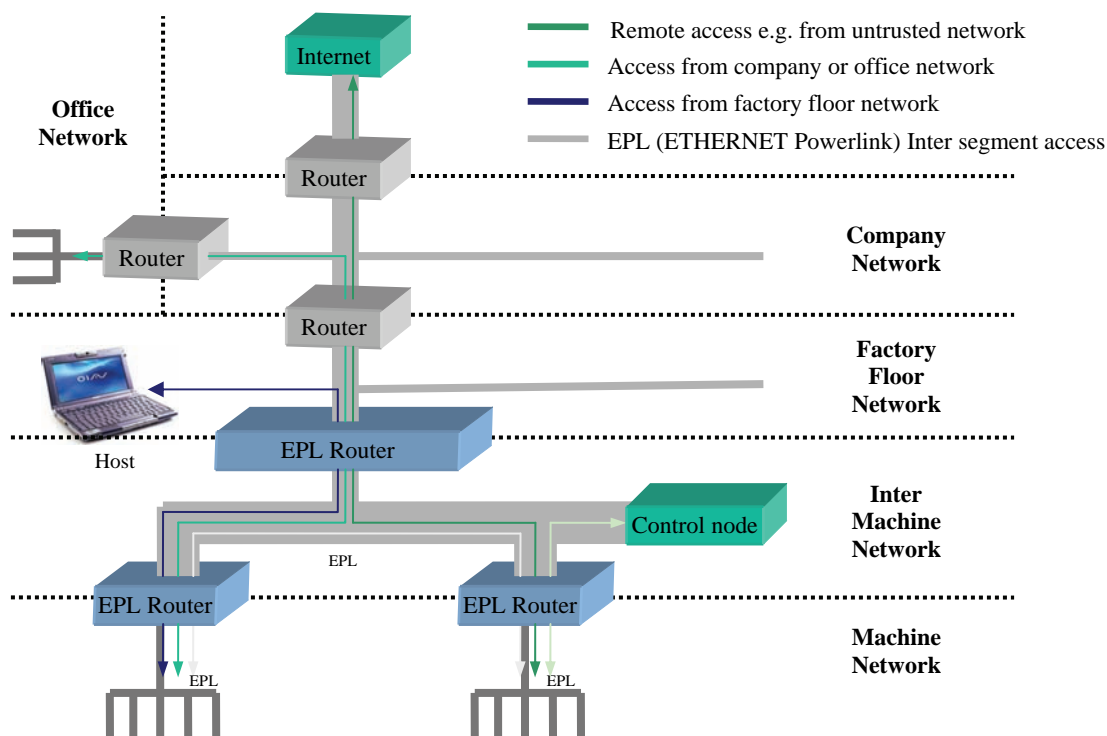 Internet
Remote access e.g. from untrusted network
Access from company or office network
Access from factory floor network
EPL (ETHERNET Powerlink) Inter segment access
Office
Network
Router
Router
Company
Network
Router
Factory
Floor
Network
Host
EPL Router
Inter
Machine
Network
Control node
EPL
EPL Router
EPL Router
Machine
Network
EPL
EPL